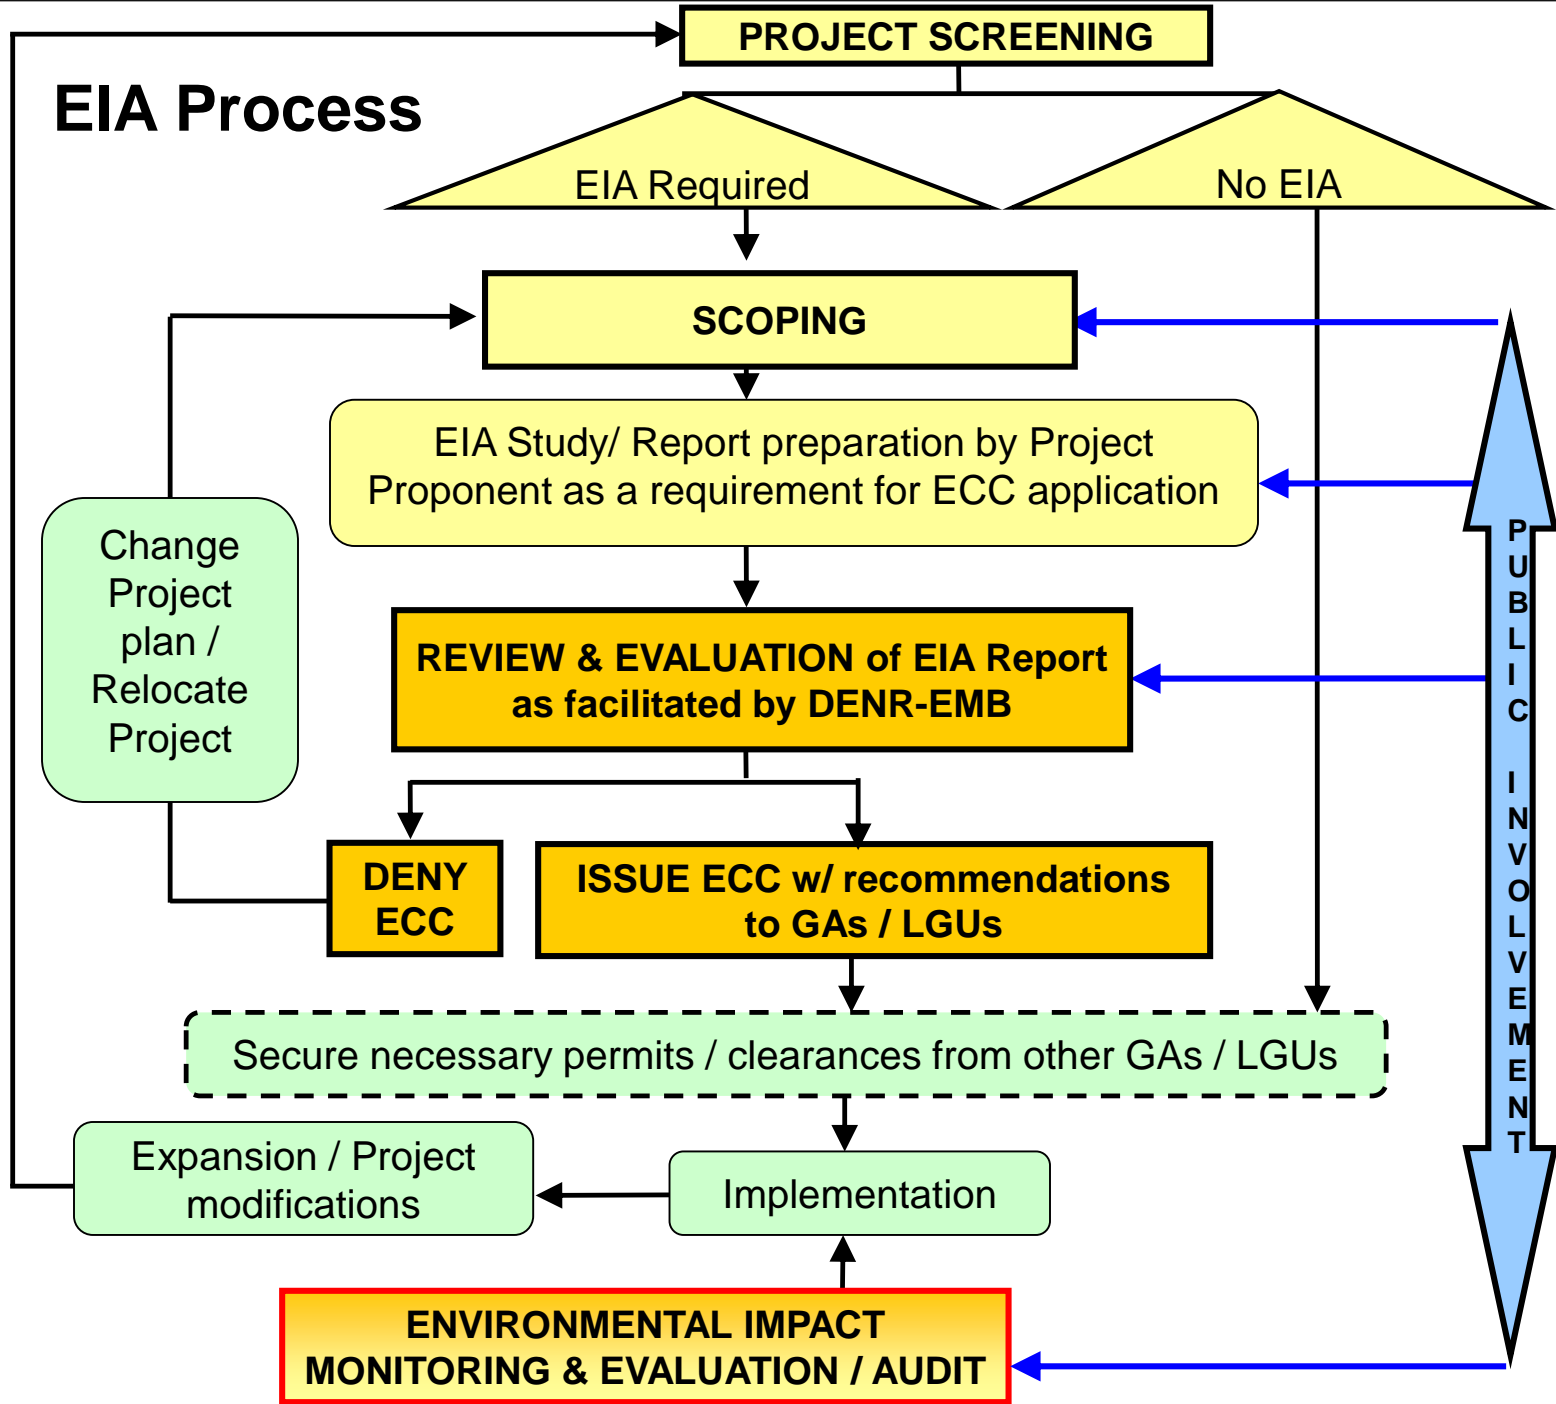 PROJECT SCREENING
EIA Process
EIA Required
No EIA
SCOPING
EIA Study/ Report preparation by Project
Proponent as a requirement for ECC application
Change
Project
plan /
Relocate
Project
REVIEW & EVALUATION of EIA Report
as facilitated by DENR-EMB
PUBLIC INVOLVEMENT
DENY
ECC
ISSUE ECC w/ recommendations
to GAs / LGUs
Secure necessary permits / clearances from other GAs / LGUs
Expansion / Project
modifications
Implementation
ENVIRONMENTAL IMPACT
MONITORING & EVALUATION / AUDIT